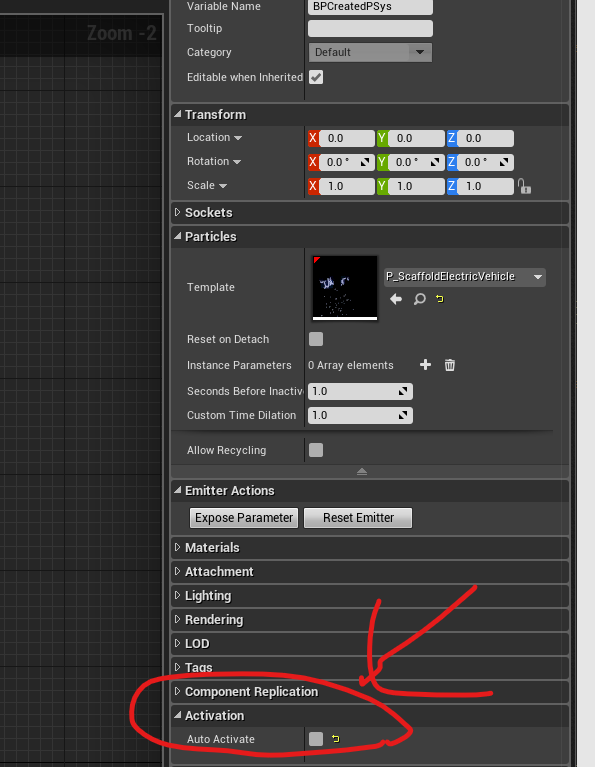 Zoom -2
Variable Name BPCreatedPSys
Tooltip
Category Default
Editable when Inherited
Transform
Location X 0.0 Y 0.0 Z 0.0
Rotation X 0.0 ° Y 0.0 ° Z 0.0 °
Scale X 1.0 Y 1.0 Z 1.0
Sockets
Particles
Template P_ScaffoldElectricVehicle
Reset on Detach
Instance Parameters 0 Array elements
Seconds Before Inactiv 1.0
Custom Time Dilation 1.0
Allow Recycling
Emitter Actions
Expose Parameter Reset Emitter
Materials
Attachment
Lighting
Rendering
LOD
Tags
Component Replication
Activation
Auto Activate